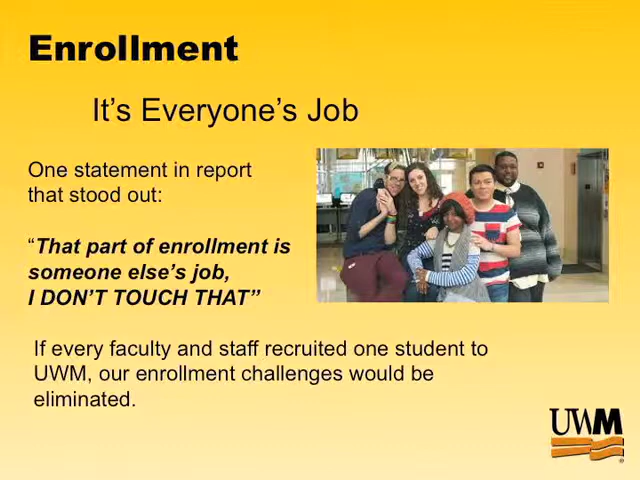 Enrollment
It’s Everyone’s Job
One statement in report
that stood out:
“That part of enrollment is
someone else’s job,
I DON’T TOUCH THAT”
If every faculty and staff recruited one student to
UWM, our enrollment challenges would be
eliminated.
UWM
®